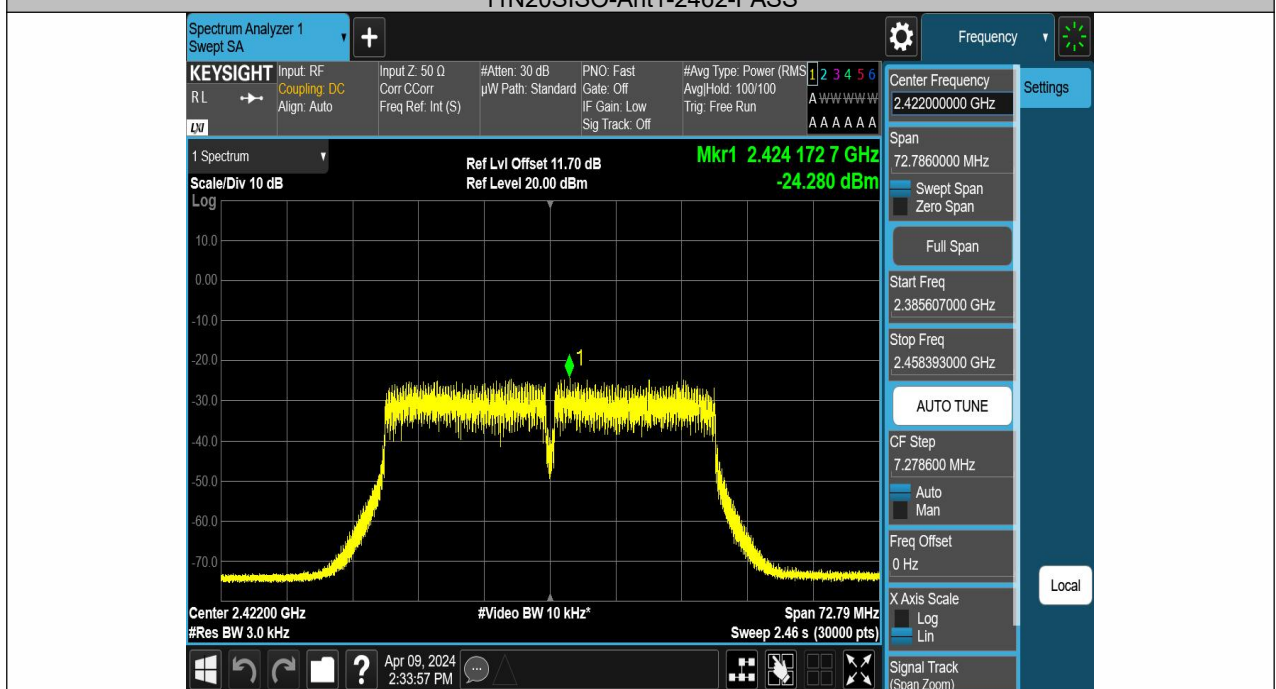 11N20SISO-Ant1-2462-PASS
Spectrum Analyzer 1
Swept SA
+
Frequency
KEYSIGHT
RL
LXI
Input: RF
Coupling: DC
Align: Auto
Input Z: 50 Ω
Corr CCorr
Freq Ref: Int (S)
#Atten: 30 dB
µW Path: Standard
PNO: Fast
Gate: Off
IF Gain: Low
Sig Track: Off
#Avg Type: Power (RMS
Avg|Hold: 100/100
Trig: Free Run
1 2 3 4 5 6
A W W W W W
A A A A A A
1 Spectrum
Scale/Div 10 dB
Log
Ref Lvl Offset 11.70 dB
Ref Level 20.00 dBm
Mkr1 2.424 172 7 GHz
-24.280 dBm
10.0
0.00
-10.0
-20.0
-30.0
-40.0
-50.0
-60.0
-70.0
1
Center 2.42200 GHz
#Res BW 3.0 kHz
#Video BW 10 kHz*
Span 72.79 MHz
Sweep 2.46 s (30000 pts)
?
Apr 09, 2024
2:33:57 PM
Center Frequency
2.422000000 GHz
Settings
Span
72.7860000 MHz
Swept Span
Zero Span
Full Span
Start Freq
2.385607000 GHz
Stop Freq
2.458393000 GHz
AUTO TUNE
CF Step
7.278600 MHz
Auto
Man
Freq Offset
0 Hz
X Axis Scale
Log
Lin
Local
Signal Track
(Span Zoom)